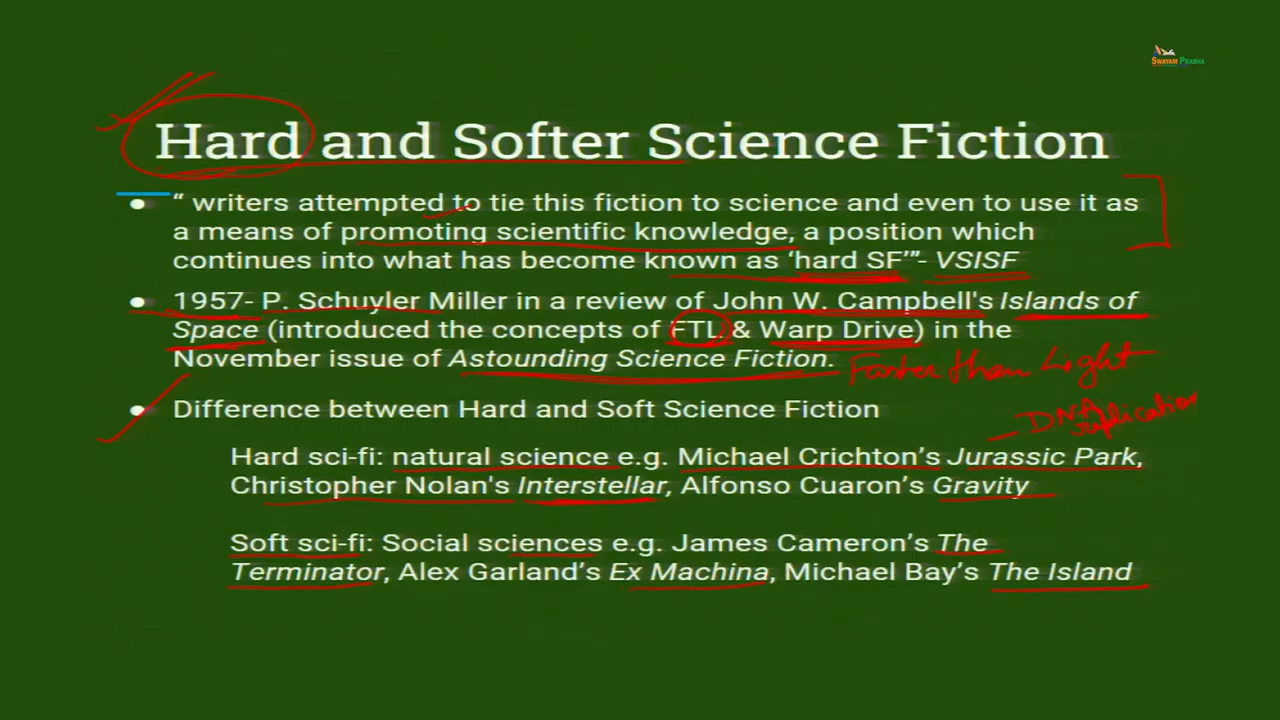 SWAYAM PRABHA
Hard and Softer Science Fiction
• “ writers attempted to tie this fiction to science and even to use it as
a means of promoting scientific knowledge, a position which
continues into what has become known as ‘hard SF’”- VSISF
• 1957- P. Schuyler Miller in a review of John W. Campbell's Islands of
Space (introduced the concepts of FTL & Warp Drive) in the
November issue of Astounding Science Fiction.
Faster than Light
• Difference between Hard and Soft Science Fiction
DNA
replication
Hard sci-fi: natural science e.g. Michael Crichton’s Jurassic Park,
Christopher Nolan's Interstellar, Alfonso Cuaron’s Gravity
Soft sci-fi: Social sciences e.g. James Cameron’s The
Terminator, Alex Garland’s Ex Machina, Michael Bay’s The Island